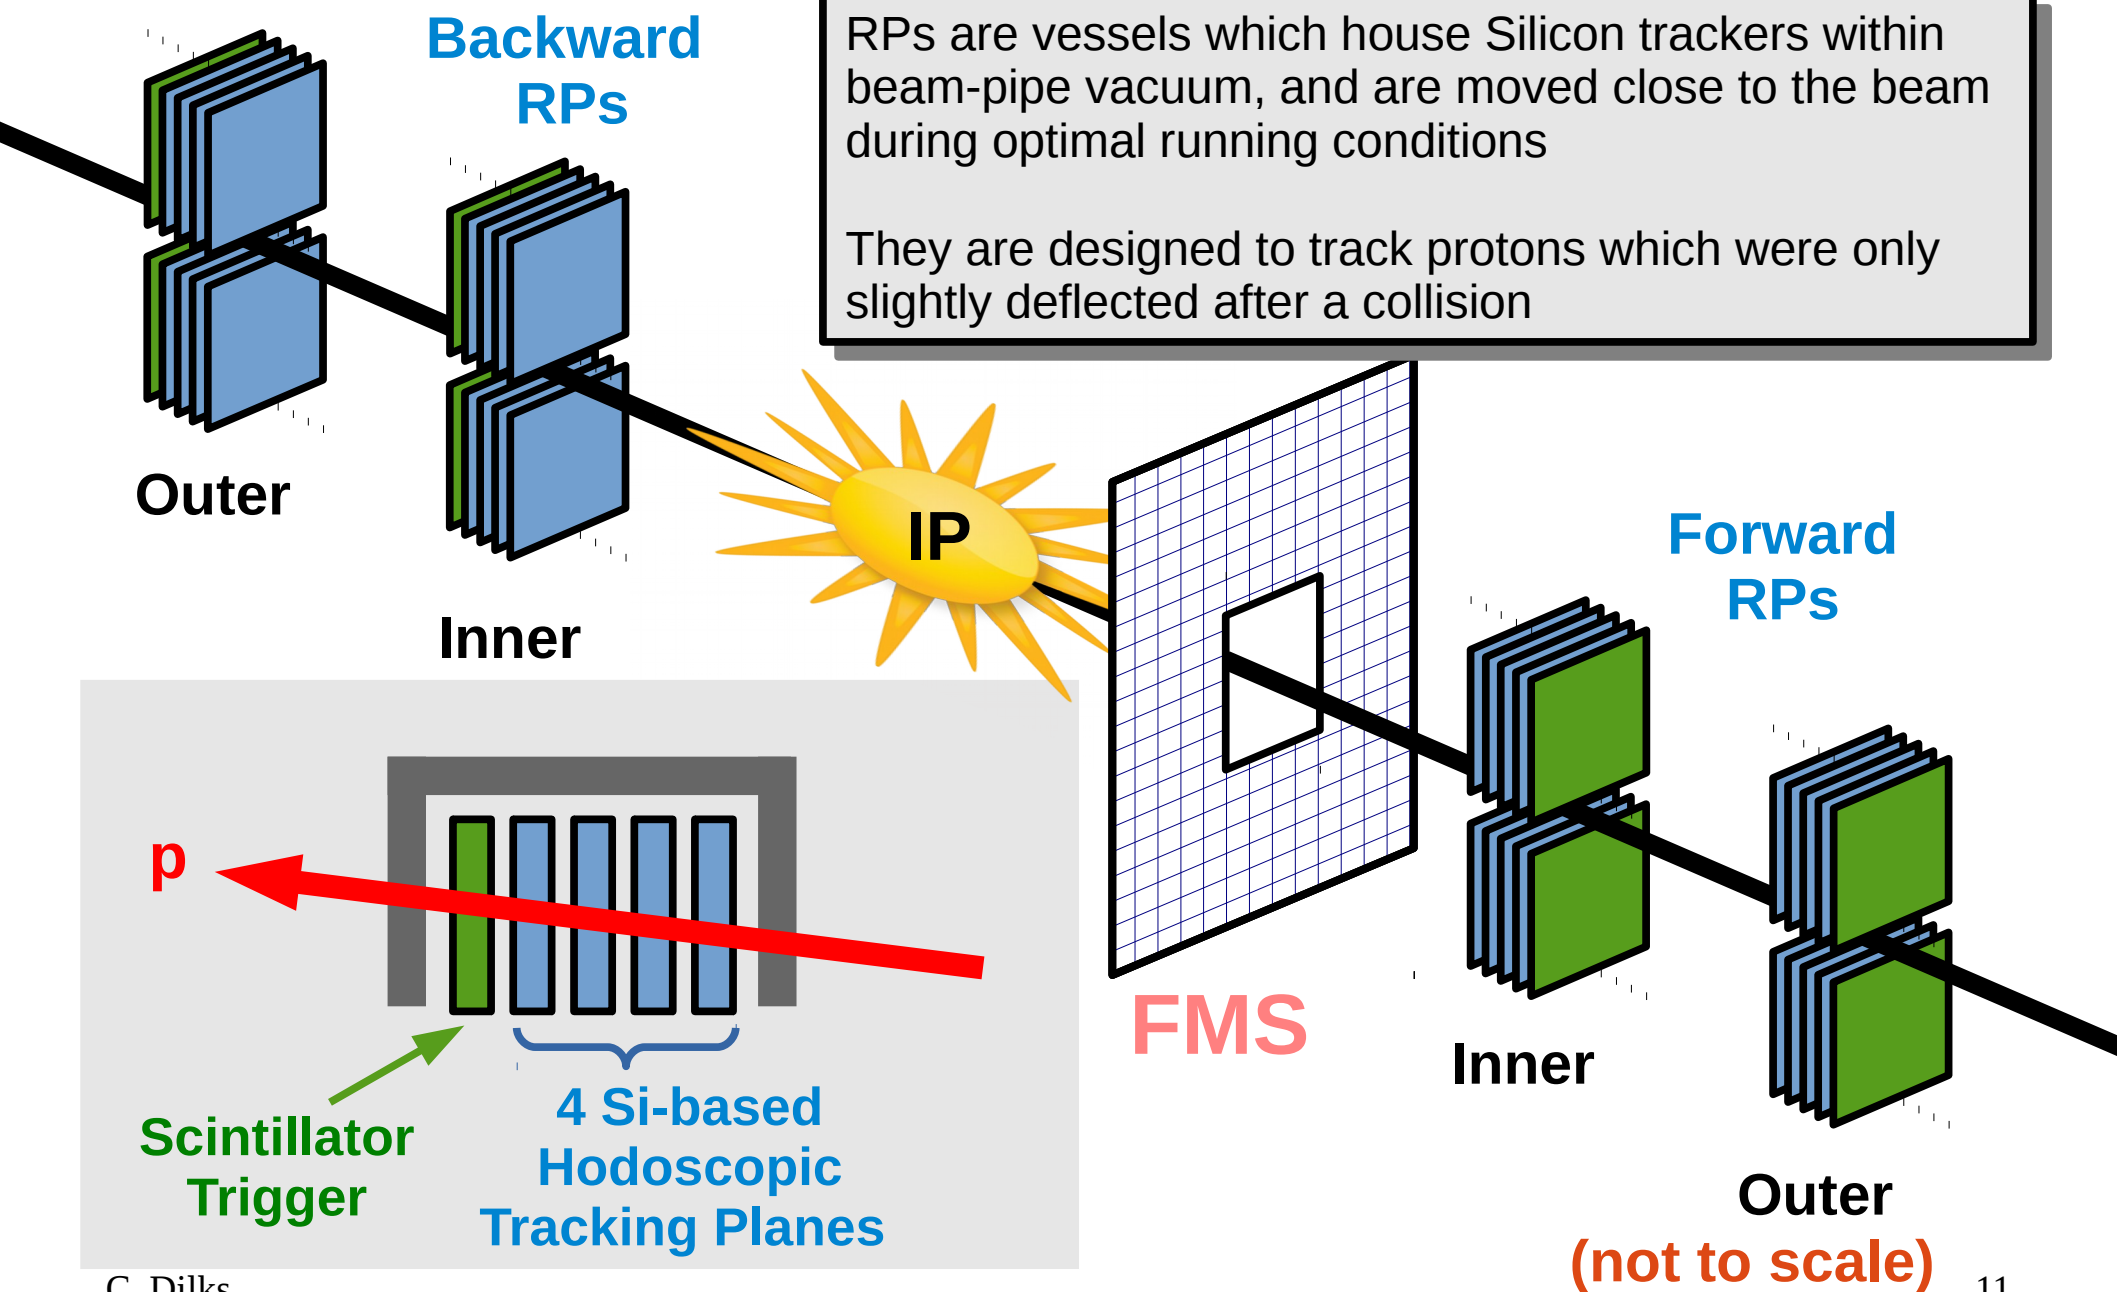 Backward
RPs
RPs are vessels which house Silicon trackers within
beam-pipe vacuum, and are moved close to the beam
during optimal running conditions
They are designed to track protons which were only
slightly deflected after a collision
Outer
Inner
IP
Forward
RPs
p
FMS
Inner
Scintillator
Trigger
4 Si-based
Hodoscopic
Tracking Planes
Outer
(not to scale)
C. Dilks
11